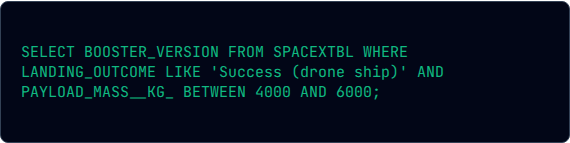 SELECT BOOSTER_VERSION FROM SPACEXTBL WHERE
LANDING_OUTCOME LIKE 'Success (drone ship)' AND
PAYLOAD_MASS__KG_ BETWEEN 4000 AND 6000;